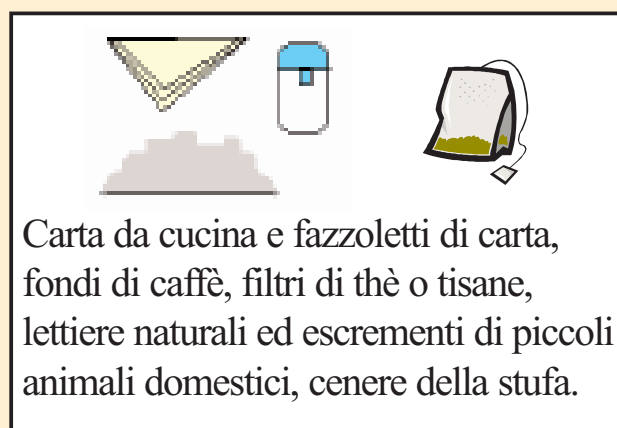 Carta da cucina e fazzoletti di carta,
fondi di caffè, filtri di thè o tisane,
lettiere naturali ed escrementi di piccoli
animali domestici, cenere della stufa.